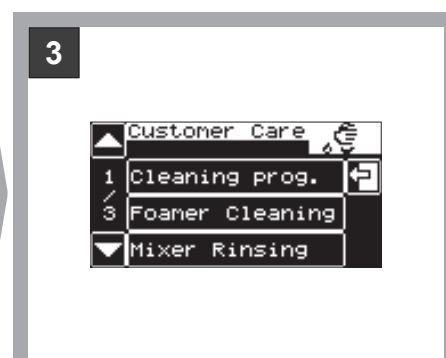 3
Customer Care
1/3
Cleaning prog.
Foamer Cleaning
Mixer Rinsing